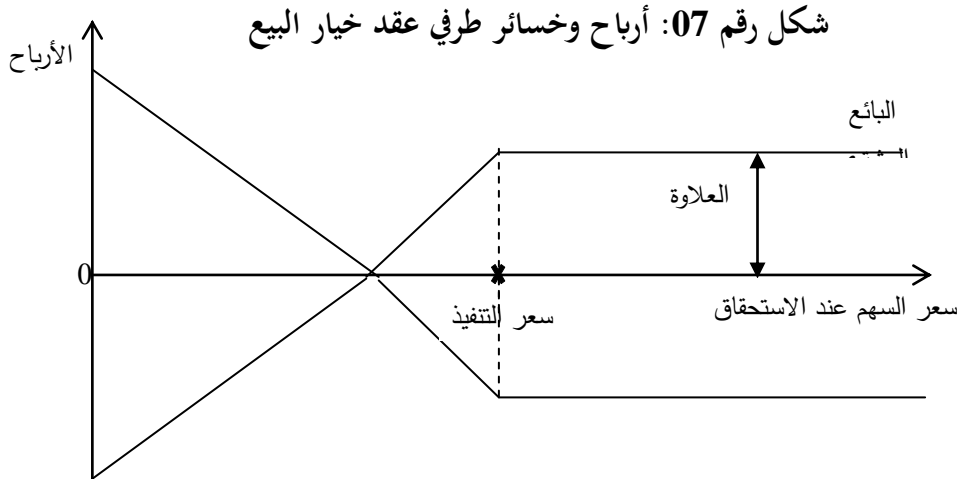 شكل رقم 07: أرباح وخسائر طرفي عقد خيار البيع
الأرباح
البائع
العلاوة
0
سعر التنفيذ
سعر السهم عند الاستحقاق